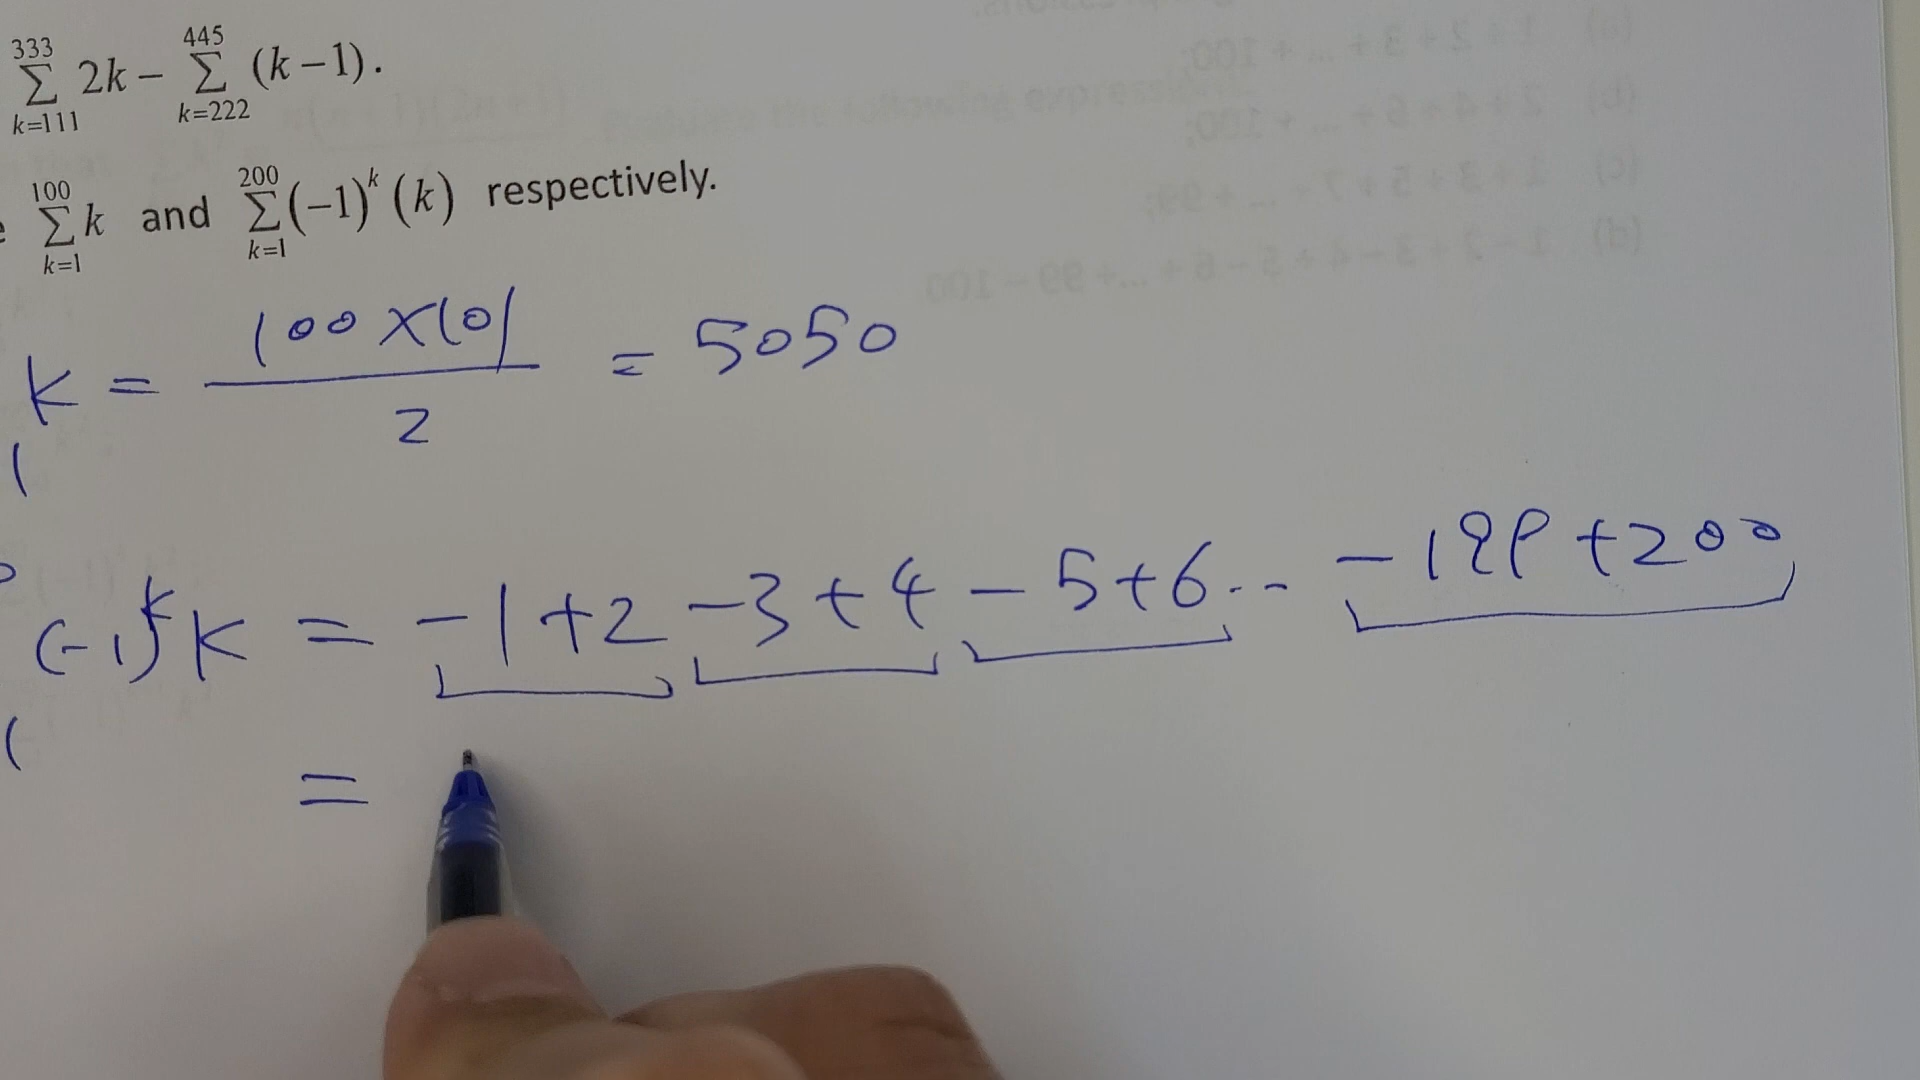 333 445
∑ 2k – ∑ (k–1).
k=111 k=222
100 200
∑ k and ∑ (–1)^k (k) respectively.
k=1 k=1
k = 100×101 / 2 = 5050
1
(-1)^k k = -1+2 -3+4 -5+6... -199+200
=